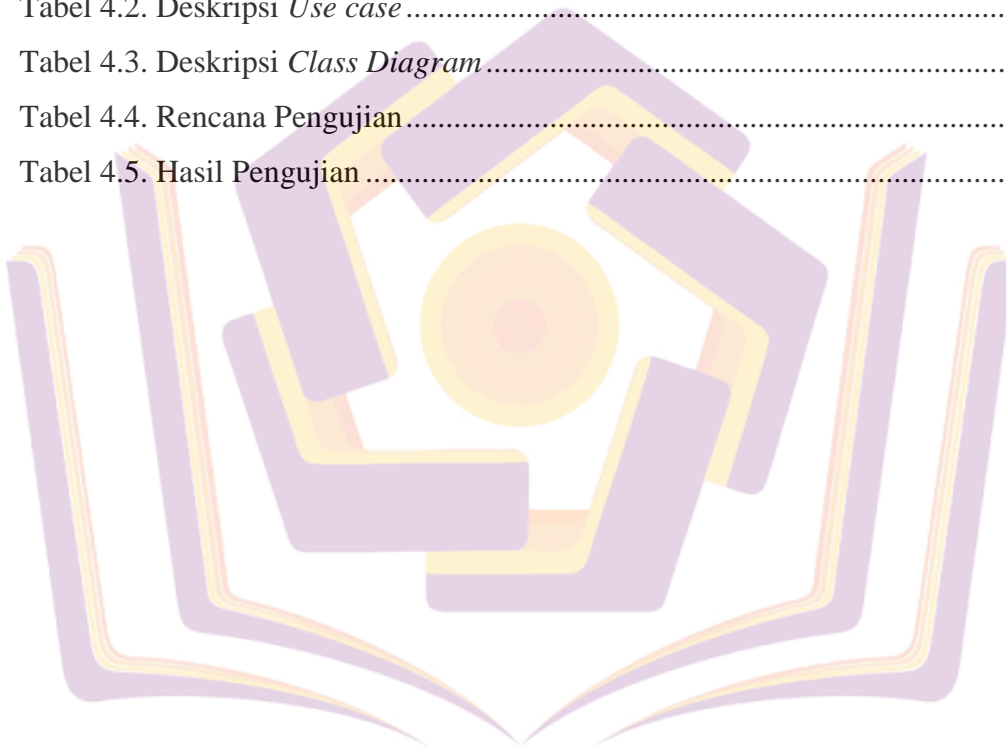 Tabel 4.2. Deskripsi Use case ..........................................................................
Tabel 4.3. Deskripsi Class Diagram .................................................................
Tabel 4.4. Rencana Pengujian ..........................................................................
Tabel 4.5. Hasil Pengujian ...............................................................................